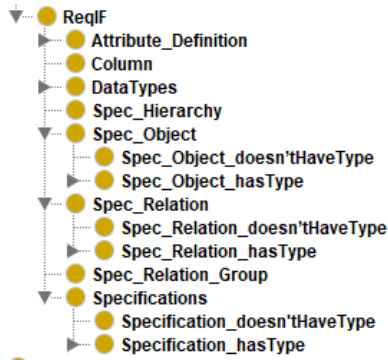 ReqIF
Attribute_Definition
Column
DataTypes
Spec_Hierarchy
Spec_Object
Spec_Object_doesn'tHaveType
Spec_Object_hasType
Spec_Relation
Spec_Relation_doesn'tHaveType
Spec_Relation_hasType
Spec_Relation_Group
Specifications
Specification_doesn'tHaveType
Specification_hasType